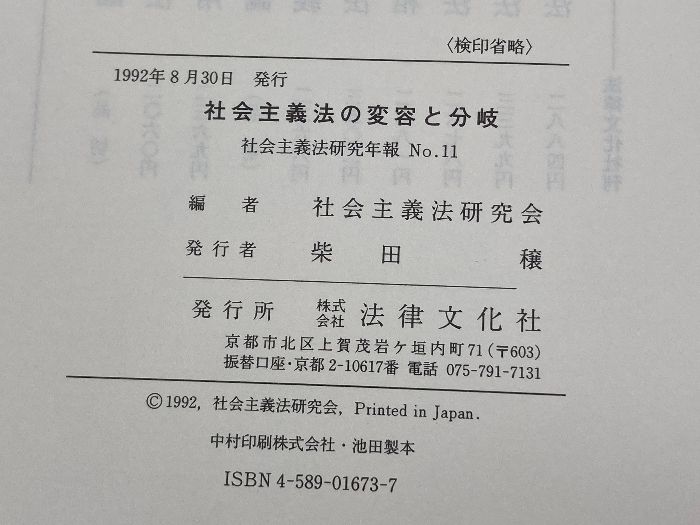 〈検印省略〉
1992年8月30日 発行
社会主義法の変容と分岐
社会主義法研究年報 No.11
編者 社会主義法研究会
発行者 柴田 穣
発行所 株式会社 法律文化社
京都市北区上賀茂岩ケ垣内町71(〒603)
振替口座・京都2-10617番 電話 075-791-7131
©1992, 社会主義法研究会, Printed in Japan.
中村印刷株式会社・池田製本
ISBN4-589-01673-7